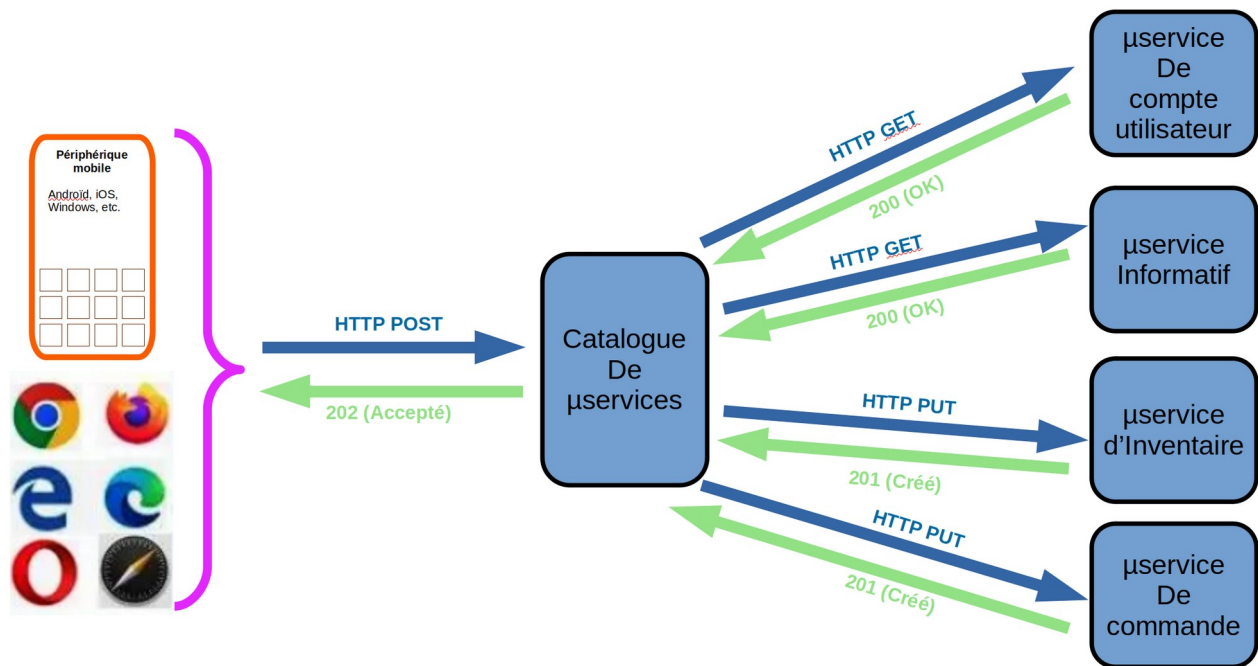 Périphérique
mobile
Androïd, iOS,
Windows, etc.
HTTP POST
202 (Accepté)
Catalogue
De
µservices
HTTP GET
200 (OK)
HTTP GET
200 (OK)
HTTP PUT
201 (Créé)
HTTP PUT
201 (Créé)
µservice
De
compte
utilisateur
µservice
Informatif
µservice
d’Inventaire
µservice
De
commande